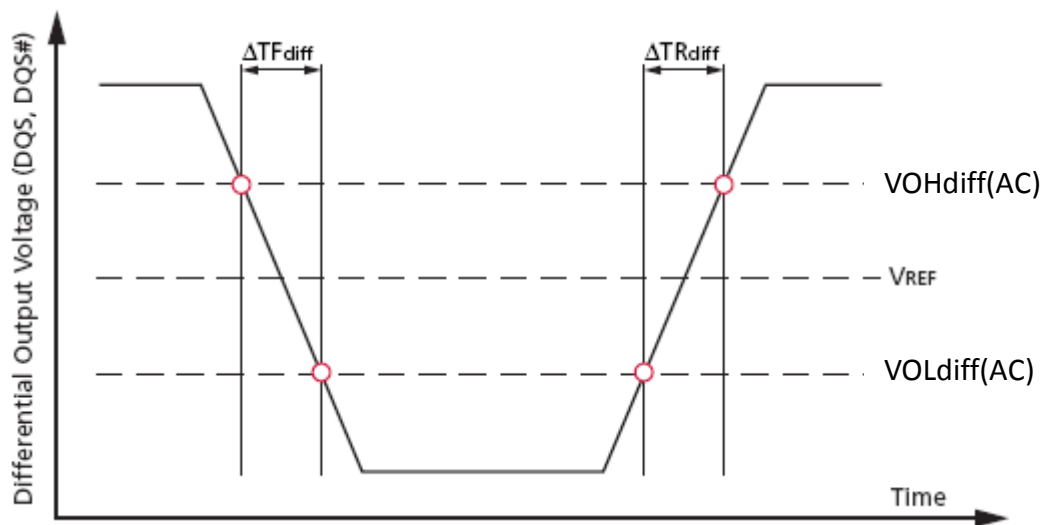 Differential Output Voltage (DQS, DQS#)
ΔTFdiff
ΔTRdiff
VOHdiff(AC)
VREF
VOLdiff(AC)
Time